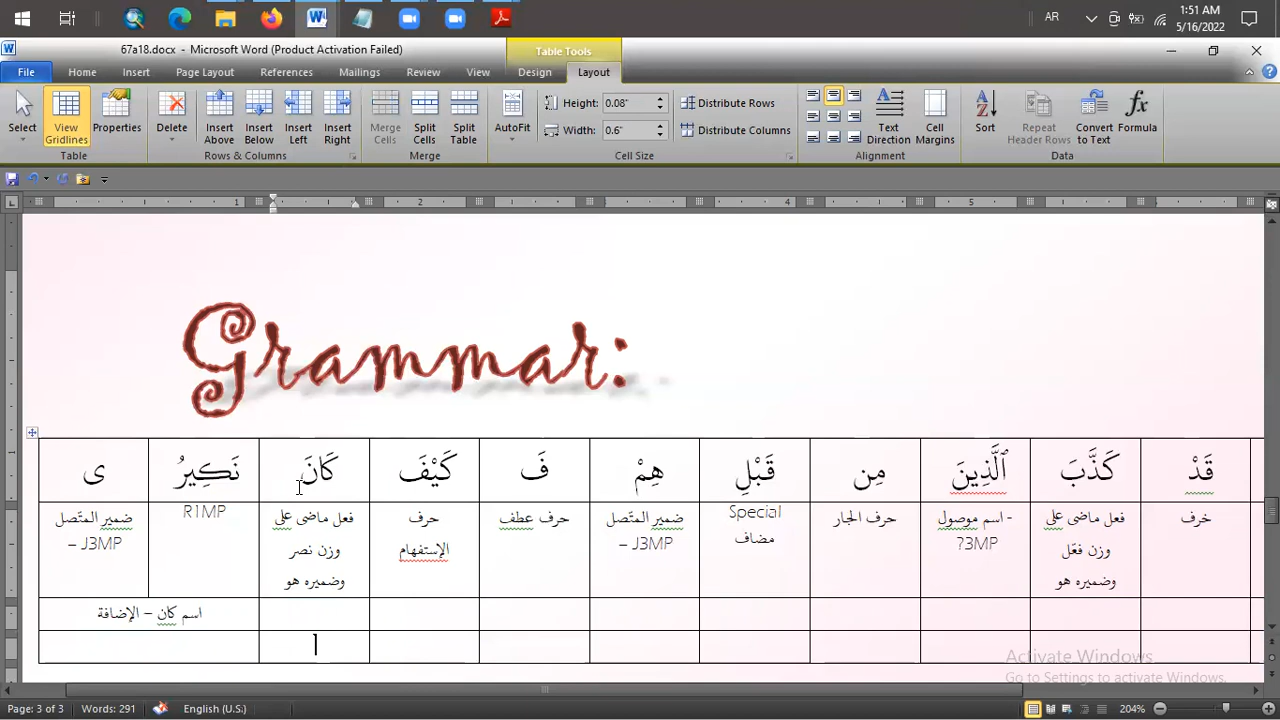 1:51 AM
AR
5/16/2022
67a18.docx - Microsoft Word (Product Activation Failed)
Table Tools
File Home Insert Page Layout References Mailings Review View Design Layout
Select
View Gridlines
Properties
Delete
Insert Above
Insert Below
Insert Left
Insert Right
Merge Cells
Split Cells
Split Table
AutoFit
Height: 0.08"
Width: 0.6"
Distribute Rows
Distribute Columns
Text Direction
Cell Margins
Sort
Repeat Header Rows
Convert to Text
Formula
Table Rows & Columns Merge Cell Size Alignment Data
1 2 4 5
Grammar:
قَدْ كَذَّبَ ٱلَّذِينَ مِن قَبْلِ هِمْ فَ كَيْفَ كَانَ نَكِيرُ ى
خرف
فعل ماضى على
وزن فعّل
وضميره هو
- اسم موصول
?3MP
حرف الجار
Special
مضاف
ضمير المتّصل
– J3MP
حرف عطف
حرف
الإستفهام
فعل ماضى على
وزن نصر
وضميره هو
R1MP
ضمير المتّصل
– J3MP
اسم كان – الإضافة
Activate Windows
Go to Settings to activate Windows.
Page: 3 of 3 Words: 291 English (U.S.) 204%